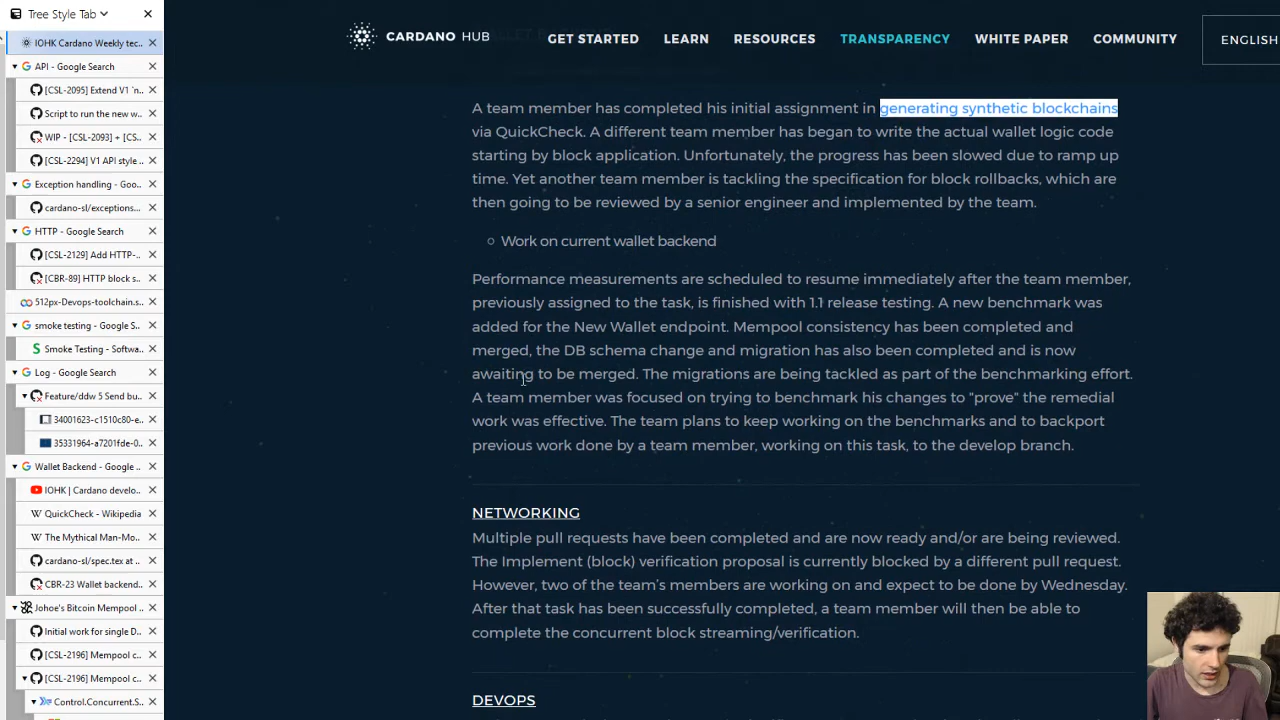 Tree Style Tab
IOHK Cardano Weekly tec..
API - Google Search
[CSL-2095] Extend V1 `n..
Script to run the new w..
WIP - [CSL-2093] + [CS..
[CSL-2294] V1 API style ..
Exception handling - Goo..
cardano-sl/exceptions...
HTTP - Google Search
[CSL-2129] Add HTTP-..
[CBR-89] HTTP block s..
512px-Devops-toolchain.s..
smoke testing - Google S..
Smoke Testing - Softwa..
Log - Google Search
Feature/ddw 5 Send bu..
34001623-c1510c80-e..
35331964-a7201fde-0..
Wallet Backend - Google ..
IOHK | Cardano develo..
QuickCheck - Wikipedia
The Mythical Man-Mo..
cardano-sl/spec.tex at ..
CBR-23 Wallet backend..
Johoe's Bitcoin Mempool ..
Initial work for single D..
[CSL-2196] Mempool c..
[CSL-2196] Mempool c..
Control.Concurrent.S..
CARDANO HUB
GET STARTED
LEARN
RESOURCES
TRANSPARENCY
WHITE PAPER
COMMUNITY
ENGLISH
A team member has completed his initial assignment in generating synthetic blockchains
via QuickCheck. A different team member has began to write the actual wallet logic code
starting by block application. Unfortunately, the progress has been slowed due to ramp up
time. Yet another team member is tackling the specification for block rollbacks, which are
then going to be reviewed by a senior engineer and implemented by the team.
Work on current wallet backend
Performance measurements are scheduled to resume immediately after the team member,
previously assigned to the task, is finished with 1.1 release testing. A new benchmark was
added for the New Wallet endpoint. Mempool consistency has been completed and
merged, the DB schema change and migration has also been completed and is now
awaiting to be merged. The migrations are being tackled as part of the benchmarking effort.
A team member was focused on trying to benchmark his changes to "prove" the remedial
work was effective. The team plans to keep working on the benchmarks and to backport
previous work done by a team member, working on this task, to the develop branch.
NETWORKING
Multiple pull requests have been completed and are now ready and/or are being reviewed.
The Implement (block) verification proposal is currently blocked by a different pull request.
However, two of the team's members are working on and expect to be done by Wednesday.
After that task has been successfully completed, a team member will then be able to
complete the concurrent block streaming/verification.
DEVOPS